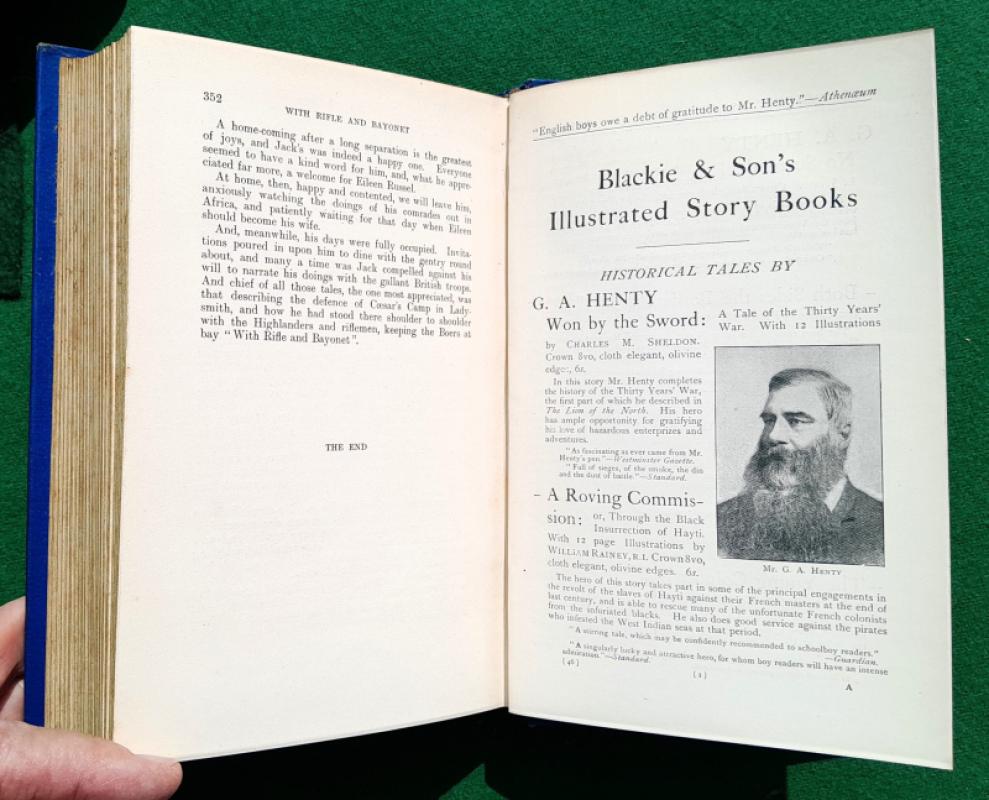 352
WITH RIFLE AND BAYONET
A home-coming after a long separation is the greatest
of joys, and Jack's was indeed a happy one. Everyone
seemed to have a kind word for him, and, what he appre-
ciated far more, a welcome for Eileen Russel.
At home, then, happy and contented, we will leave him,
anxiously watching the doings of his comrades out in
Africa, and patiently waiting for that day when Eileen
should become his wife.
And, meanwhile, his days were fully occupied. Invita-
tions poured in upon him to dine with the gentry round
about, and many a time was Jack compelled against his
will to narrate his doings with the gallant British troops.
And chief of all those tales, the one most appreciated, was
that describing the defence of Cæsar's Camp in Lady-
smith, and how he had stood there shoulder to shoulder
with the Highlanders and riflemen, keeping the Boers at
bay "With Rifle and Bayonet".
THE END
"English boys owe a debt of gratitude to Mr. Henty."—Athenæum
Blackie & Son's
Illustrated Story Books
HISTORICAL TALES BY
G. A. HENTY
Won by the Sword: A Tale of the Thirty Years'
War. With 12 Illustrations
by CHARLES M. SHELDON.
Crown 8vo, cloth elegant, olivine
edges, 6s.
In this story Mr. Henty completes
the history of the Thirty Years' War,
the first part of which he described in
The Lion of the North. His hero
has ample opportunity for gratifying
his love of hazardous enterprizes and
adventures.
"As fascinating as ever came from Mr.
Henty's pen."—Westminster Gazette.
"Full of sieges, of the smoke, the din
and the dust of battle."—Standard.
– A Roving Commis-
sion: or, Through the Black
Insurrection of Hayti.
With 12 page Illustrations by
WILLIAM RAINEY, R.I. Crown 8vo,
cloth elegant, olivine edges. 6s.
Mr. G. A. HENTY
The hero of this story takes part in some of the principal engagements in
the revolt of the slaves of Hayti against their French masters at the end of
last century, and is able to rescue many of the unfortunate French colonists
from the infuriated blacks. He also does good service against the pirates
who infested the West Indian seas at that period.
"A stirring tale, which may be confidently recommended to schoolboy readers."
—Guardian.
"A singularly lucky and attractive hero, for whom boy readers will have an intense
admiration."—Standard.
(46)
(1)
A